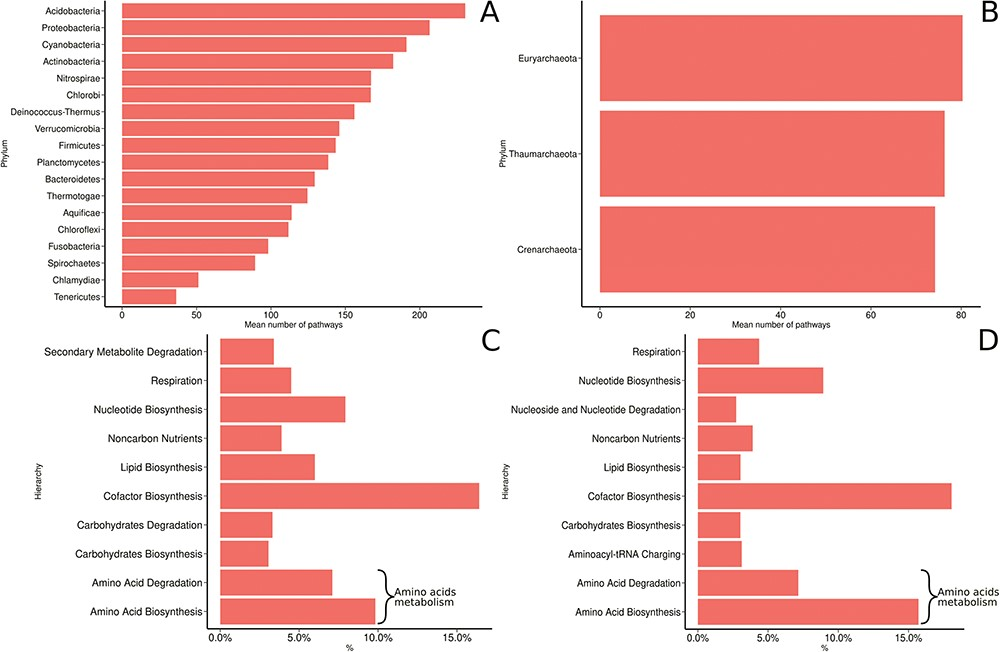 A
Acidobacteria
Proteobacteria
Cyanobacteria
Actinobacteria
Nitrospirae
Chlorobi
Deinococcus-Thermus
Verrucomicrobia
Firmicutes
Planctomycetes
Bacteroidetes
Thermotogae
Aquificae
Chloroflexi
Fusobacteria
Spirochaetes
Chlamydiae
Tenericutes
Phylum
0 50 100 150 200
Mean number of pathways
B
Euryarchaeota
Thaumarchaeota
Crenarchaeota
Phylum
0 20 40 60 80
Mean number of pathways
C
Secondary Metabolite Degradation
Respiration
Nucleotide Biosynthesis
Noncarbon Nutrients
Lipid Biosynthesis
Cofactor Biosynthesis
Carbohydrates Degradation
Carbohydrates Biosynthesis
Amino Acid Degradation
Amino Acid Biosynthesis
Amino acids
metabolism
Hierarchy
0.0% 5.0% 10.0% 15.0%
%
D
Respiration
Nucleotide Biosynthesis
Nucleoside and Nucleotide Degradation
Noncarbon Nutrients
Lipid Biosynthesis
Cofactor Biosynthesis
Carbohydrates Biosynthesis
Aminoacyl-tRNA Charging
Amino Acid Degradation
Amino Acid Biosynthesis
Amino acids
metabolism
Hierarchy
0.0% 5.0% 10.0% 15.0%
%